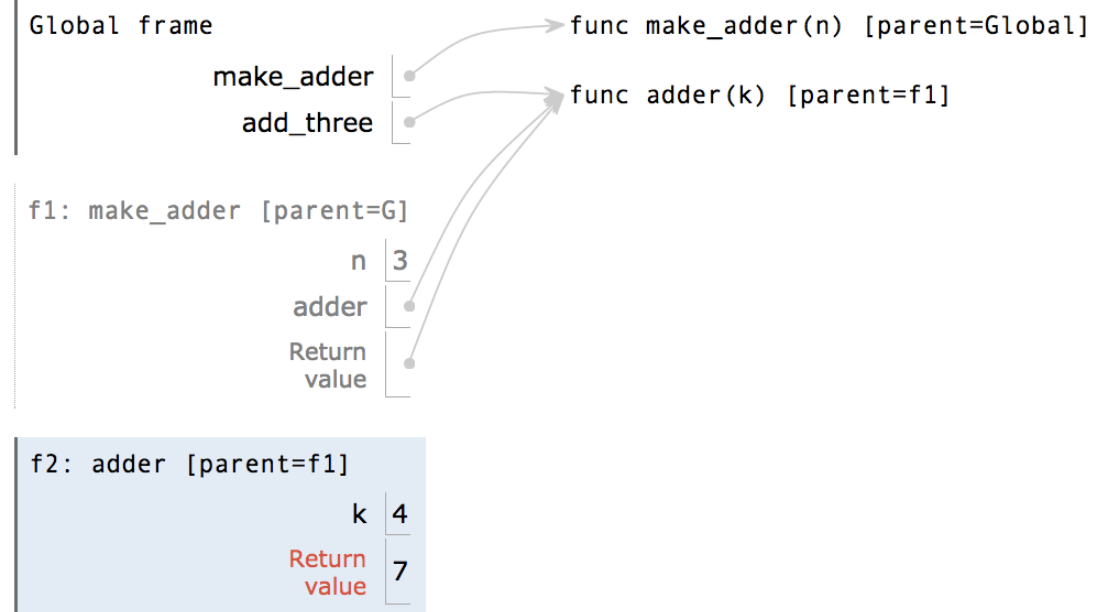 Global frame
func make_adder(n) [parent=Global]
make_adder
func adder(k) [parent=f1]
add_three
f1: make_adder [parent=G]
n 3
adder
Return
value
f2: adder [parent=f1]
k 4
Return
value 7